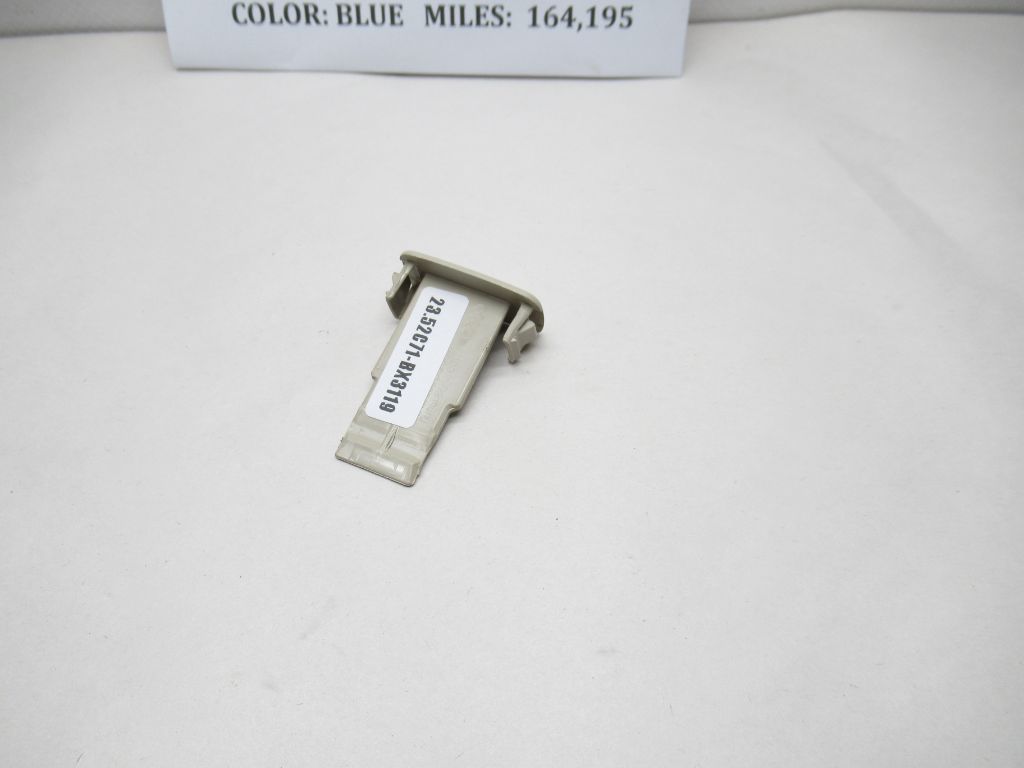 COLOR: BLUE MILES: 164,195
23.52C71-BX3119